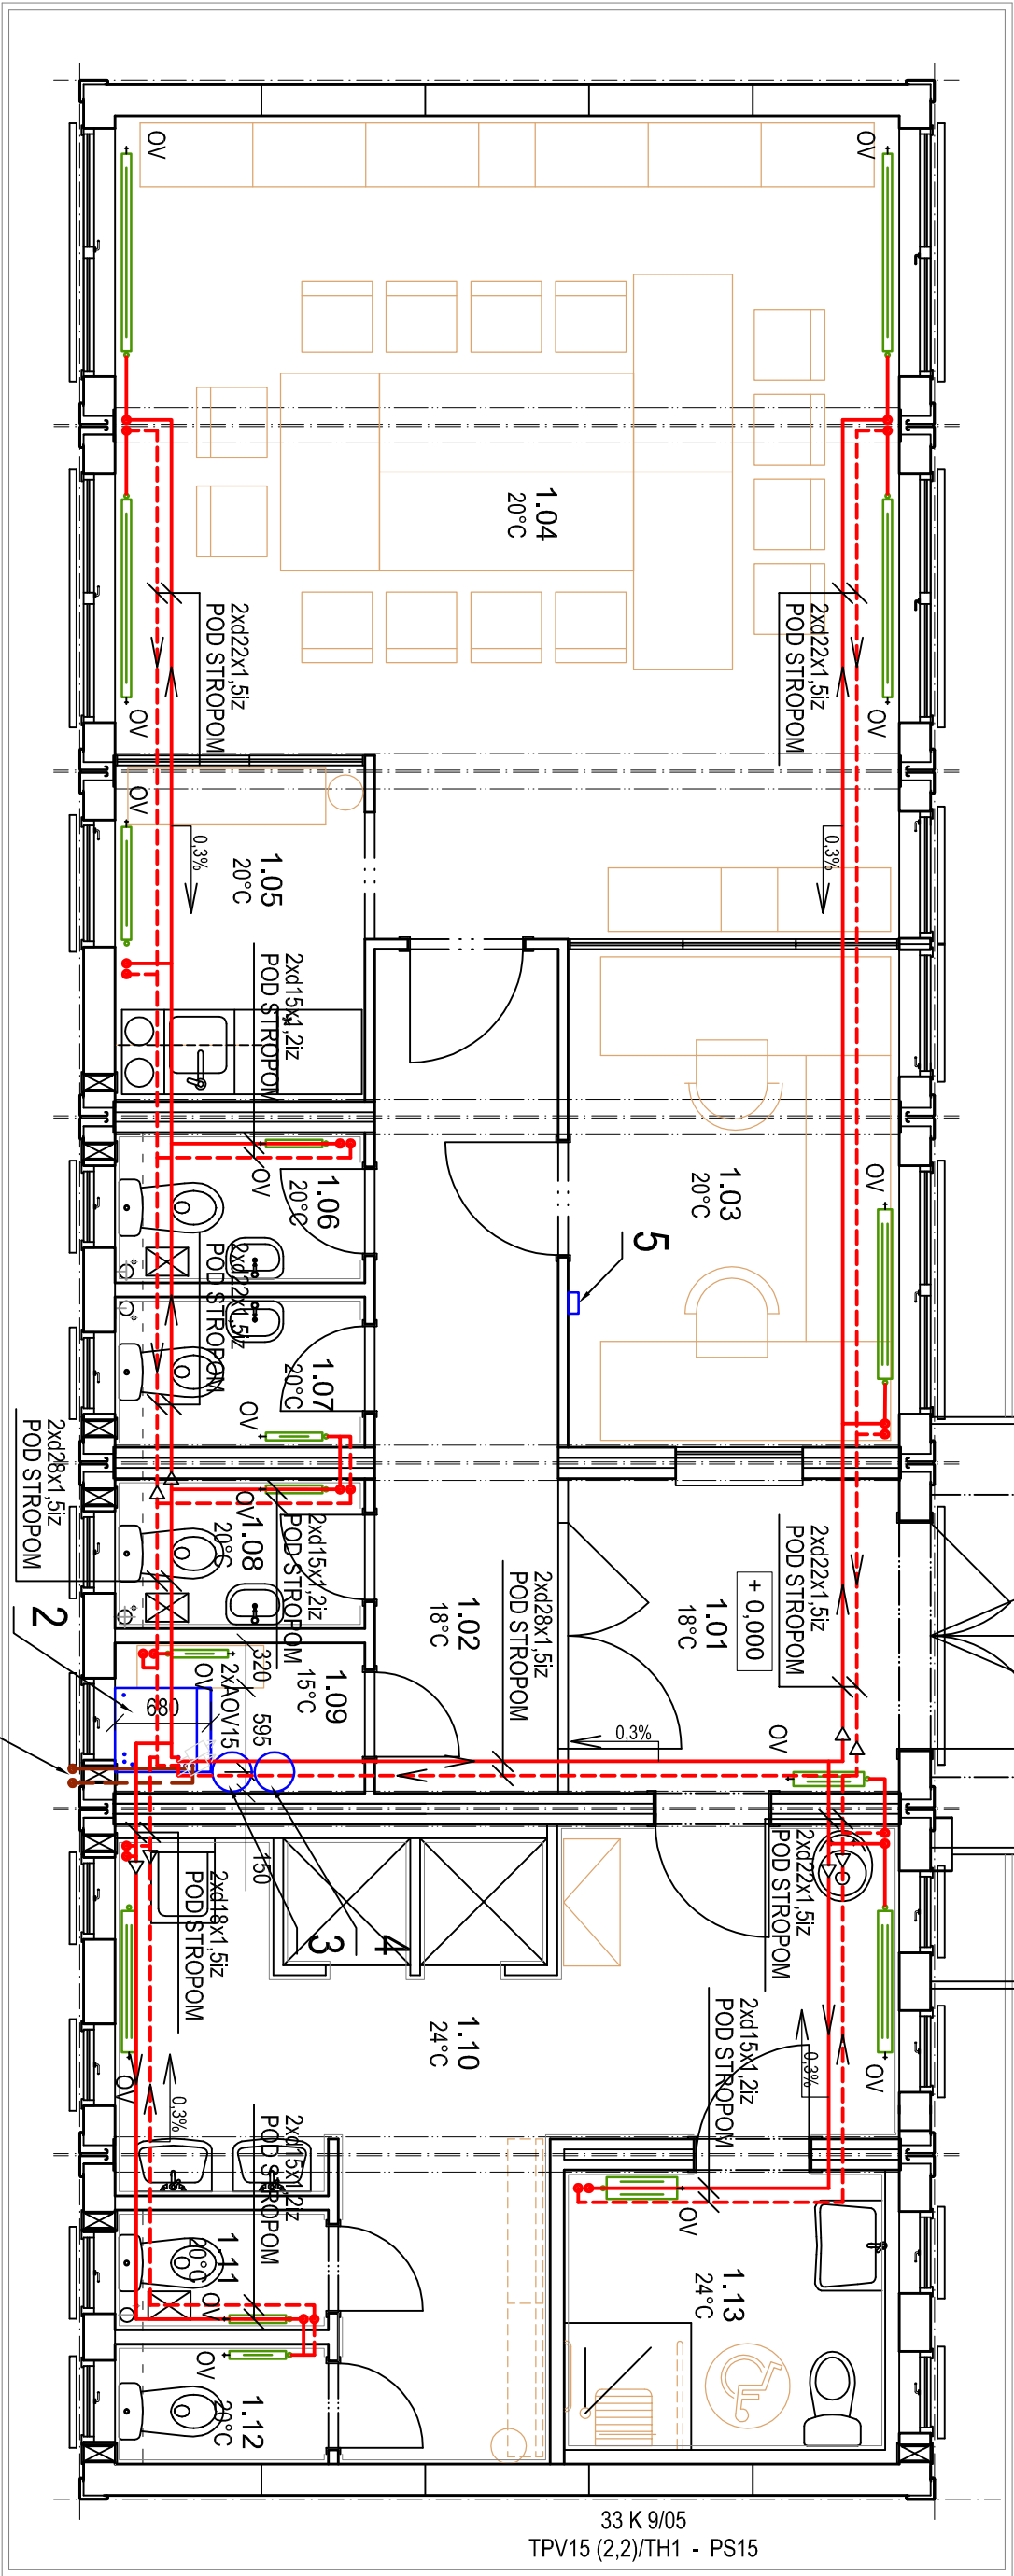 OV
OV
1.04
20°C
2xd22x1,5iz
POD STROPOM
2xd22x1,5iz
POD STROPOM
OV
OV
OV
0,3%
0,3%
1.05
20°C
2xd15x1,2iz
POD STROPOM
1.03
20°C
OV
5
1.06
20°C
OV
2xd22x1,5iz
POD STROPOM
1.07
20°C
OV
2xd28x1,5iz
POD STROPOM
1.08
20°C
OV
2xd15x1,2iz
POD STROPOM
2xd28x1,5iz
POD STROPOM
1.02
18°C
1.01
18°C
+ 0,000
2xd22x1,5iz
POD STROPOM
2
1.09
15°C
320
595
680
150
OV
2xAOV15
0,3%
OV
3
4
2xd18x1,5iz
POD STROPOM
2xd22x1,5iz
POD STROPOM
1.10
24°C
2xd15x1,2iz
POD STROPOM
0,3%
OV
OV
0,3%
2xd15x1,2iz
POD STROPOM
OV
1.11
20°C
OV
1.13
24°C
OV
1.12
20°C
33 K 9/05
TPV15 (2,2)/TH1 - PS15